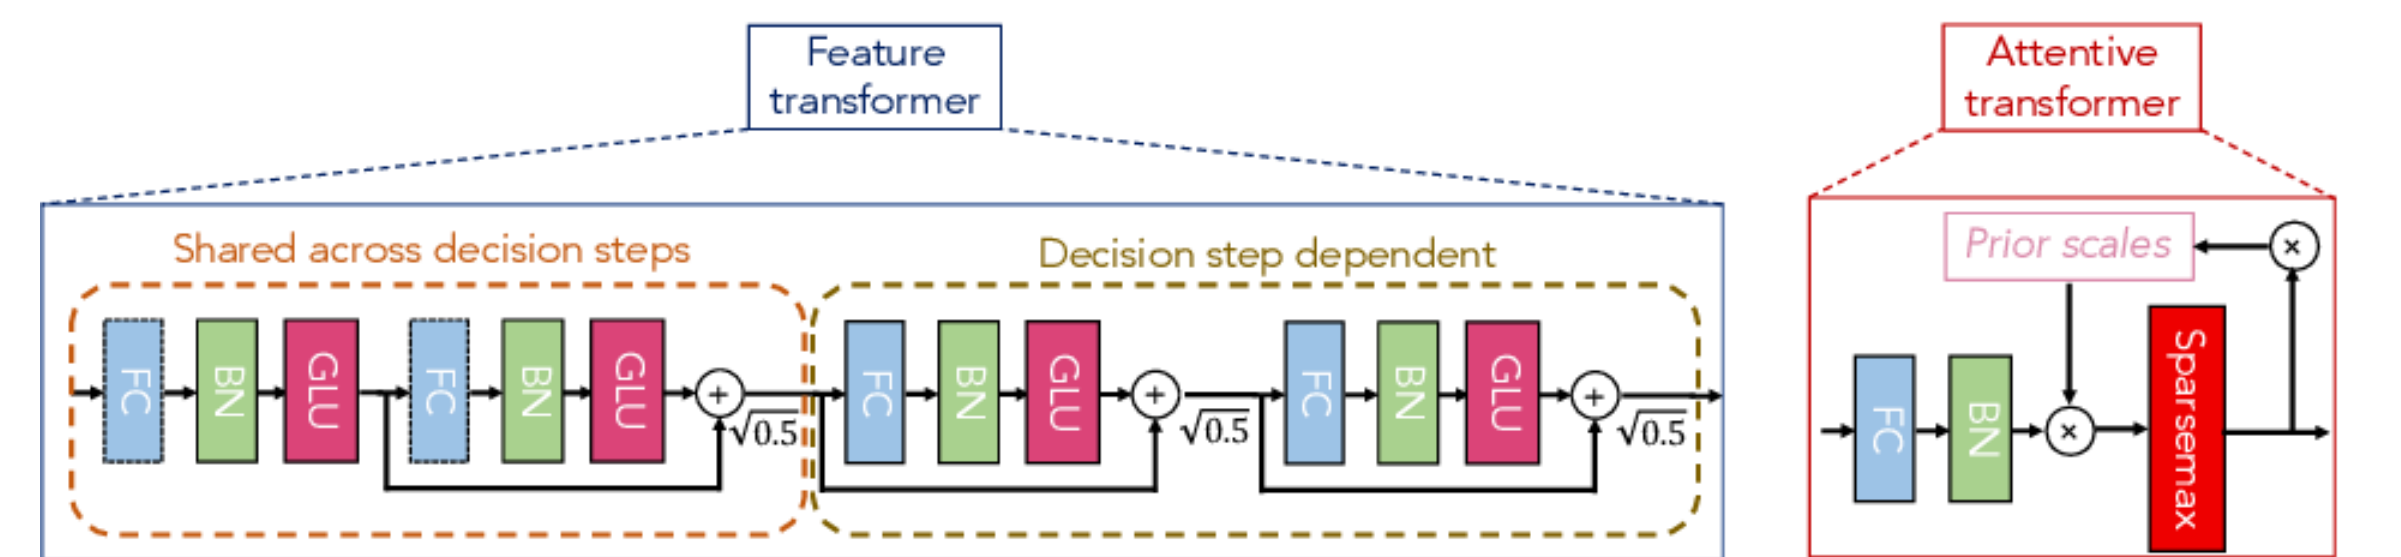 Feature
transformer
Attentive
transformer
Shared across decision steps
Decision step dependent
Prior scales
×
FC
BN
GLU
FC
BN
GLU
+
√0.5
FC
BN
GLU
+
√0.5
FC
BN
GLU
+
√0.5
FC
BN
×
Sparsemax